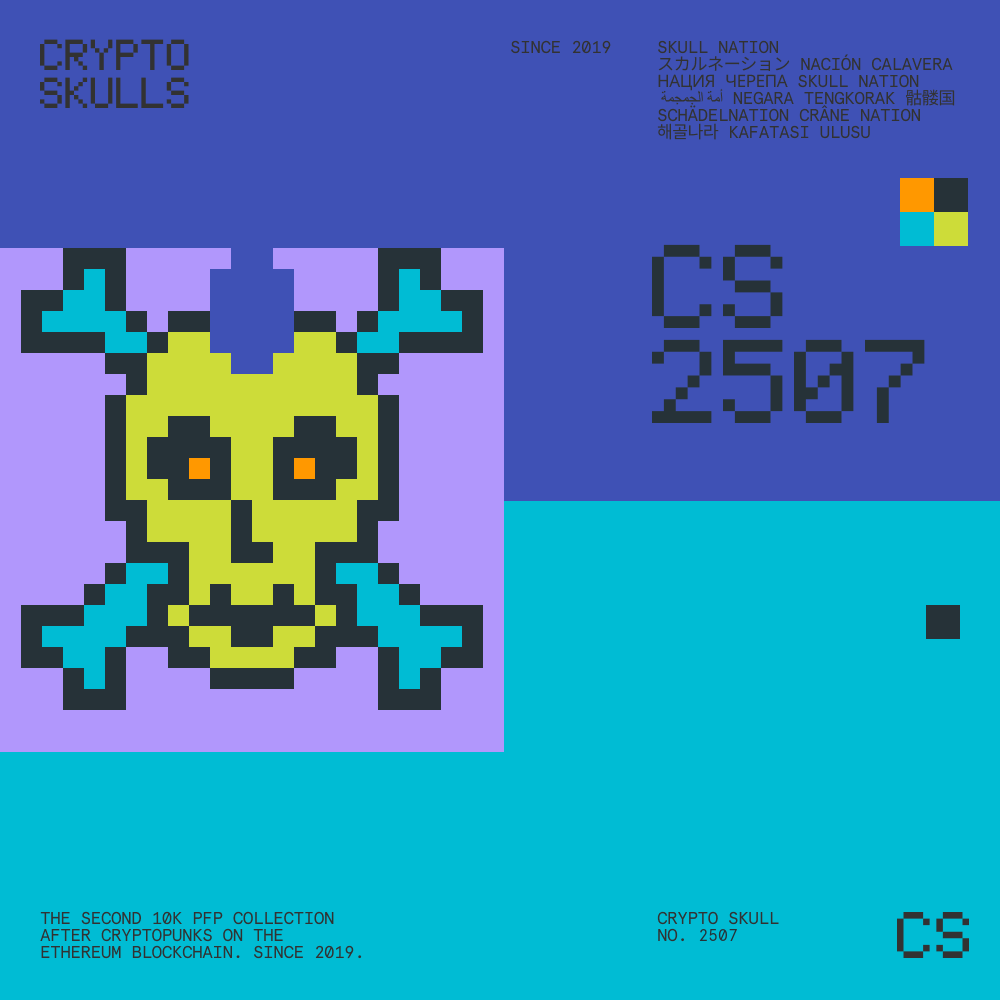 CRYPTO
SKULLS
SINCE 2019
SKULL NATION
スカルネーション NACIÓN CALAVERA
НАЦИЯ ЧЕРЕПА SKULL NATION
أمة الجمجمة NEGARA TENGKORAK 骷髅国
SCHÄDELNATION CRÂNE NATION
해골나라 KAFATASI ULUSU
CS
2507
THE SECOND 10K PFP COLLECTION
AFTER CRYPTOPUNKS ON THE
ETHEREUM BLOCKCHAIN. SINCE 2019.
CRYPTO SKULL
NO. 2507
CS